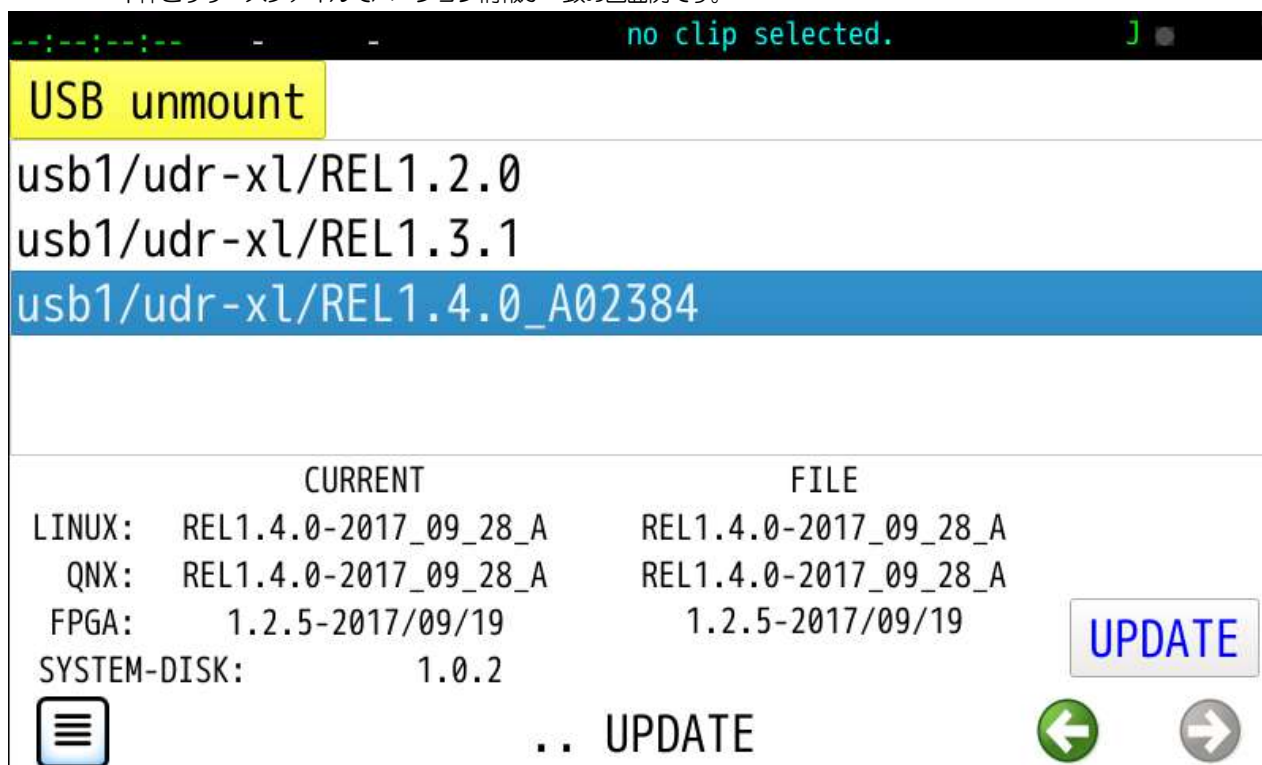 --:--:--:-- - - no clip selected. J
USB unmount
usb1/udr-xl/REL1.2.0
usb1/udr-xl/REL1.3.1
usb1/udr-xl/REL1.4.0_A02384
CURRENT FILE
LINUX: REL1.4.0-2017_09_28_A REL1.4.0-2017_09_28_A
QNX: REL1.4.0-2017_09_28_A REL1.4.0-2017_09_28_A
FPGA: 1.2.5-2017/09/19 1.2.5-2017/09/19
UPDATE
SYSTEM-DISK: 1.0.2
.. UPDATE